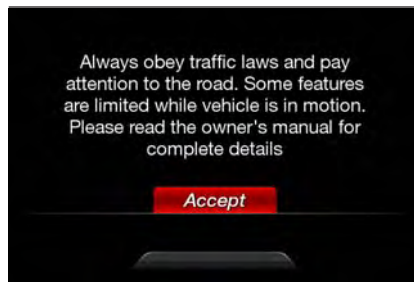 Always obey traffic laws and pay
attention to the road. Some features
are limited while vehicle is in motion.
Please read the owner's manual for
complete details
Accept